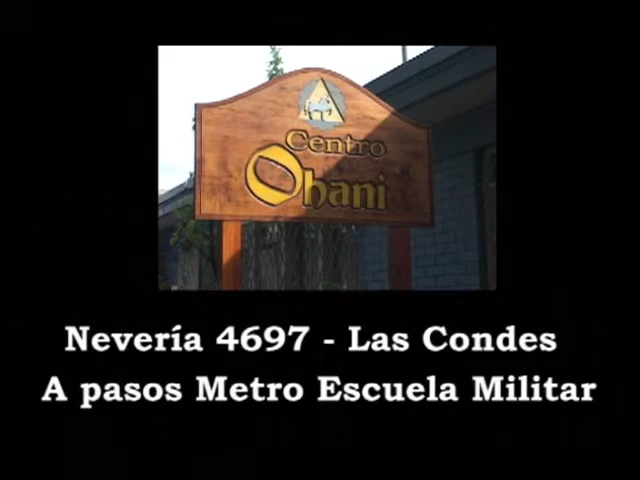 Centro
Ohani
Nevería 4697 - Las Condes
A pasos Metro Escuela Militar